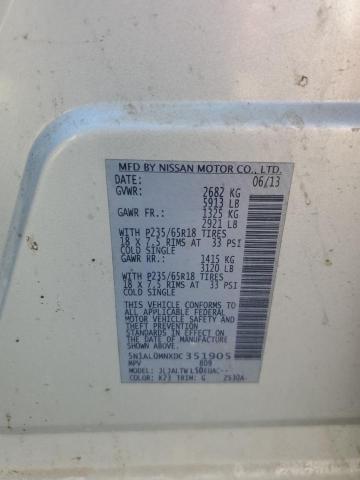 MFD BY NISSAN MOTOR CO., LTD.
DATE: 06/13
GVWR: 2682 KG
5913 LB
GAWR FR.: 1325 KG
2921 LB
WITH P235/65R18 TIRES
18 X 7.5 RIMS AT 33 PSI
COLD SINGLE
GAWR RR.: 1415 KG
3120 LB
WITH P235/65R18 TIRES
18 X 7.5 RIMS AT 33 PSI
COLD SINGLE
THIS VEHICLE CONFORMS TO ALL
APPLICABLE FEDERAL MOTOR
VEHICLE SAFETY AND THEFT PREVENTION
STANDARDS IN EFFECT ON THE DATE OF
MANUFACTURE SHOWN ABOVE.
5N1AL0MNXDC351905
MPV 809
MODEL: JLJALTWL50EUAC--
COLOR: K23 TRIM: G 2530A-